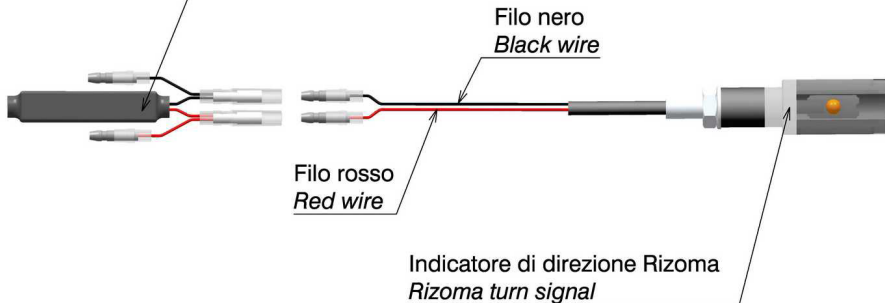 Filo nero
Black wire
Filo rosso
Red wire
Indicatore di direzione Rizoma
Rizoma turn signal